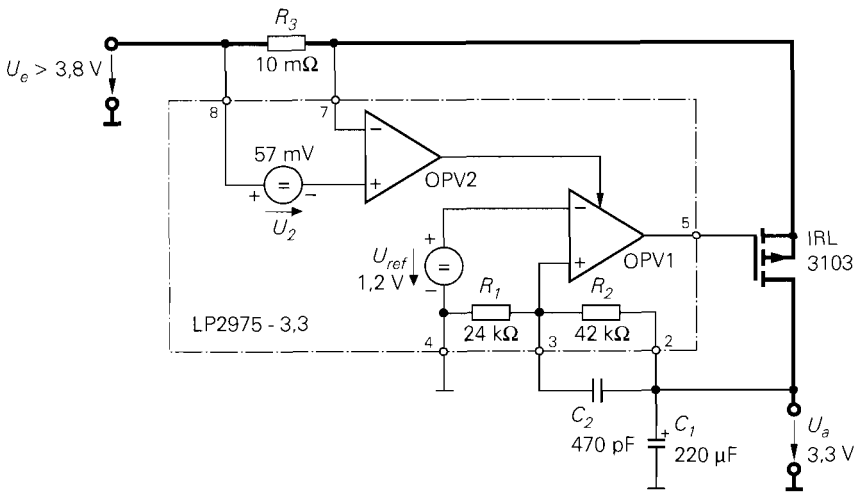 R3
10 mΩ
Ue > 3,8 V
8
7
57 mV
−
+
OPV2
+
−
U2
−
+
OPV1
5
IRL
3103
+
Uref
1,2 V
−
R1
24 kΩ
R2
42 kΩ
LP2975 - 3,3
4
3
2
C2
470 pF
+
C1
220 µF
Ua
3,3 V